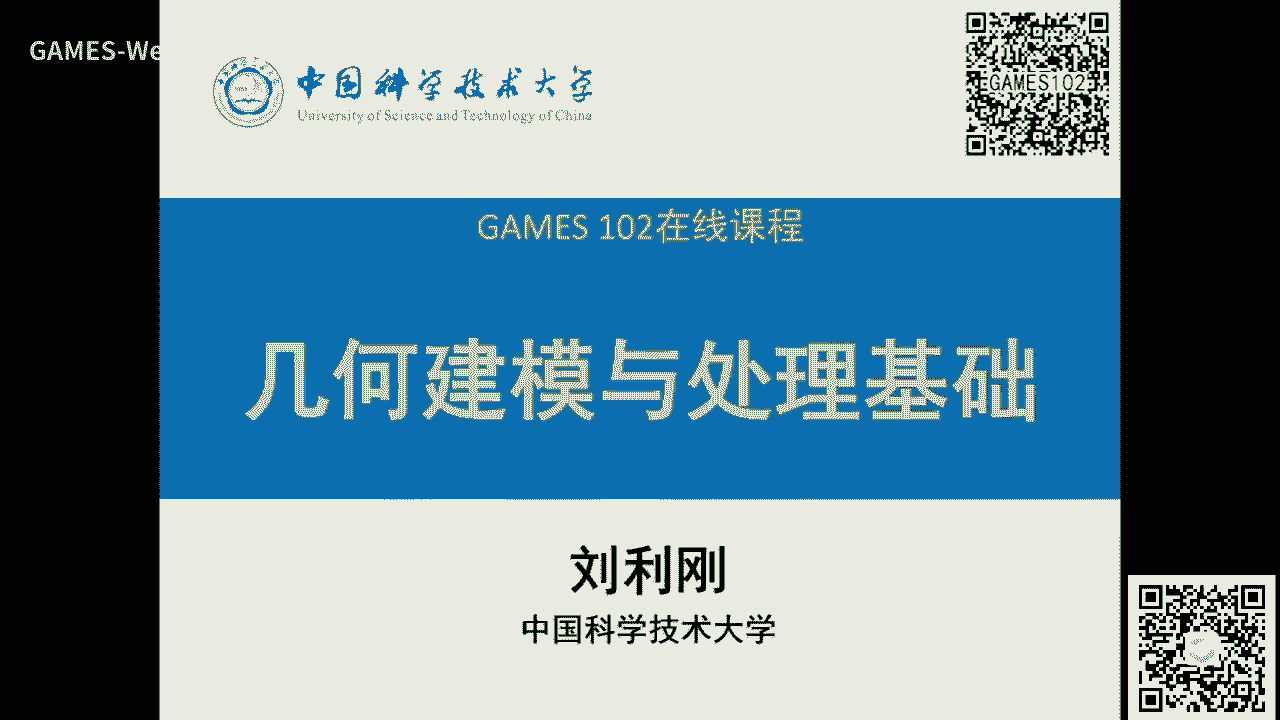 GAMES-We
中国科学技术大学
University of Science and Technology of China
GAMES102
GAMES 102在线课程
几何建模与处理基础
刘利刚
中国科学技术大学